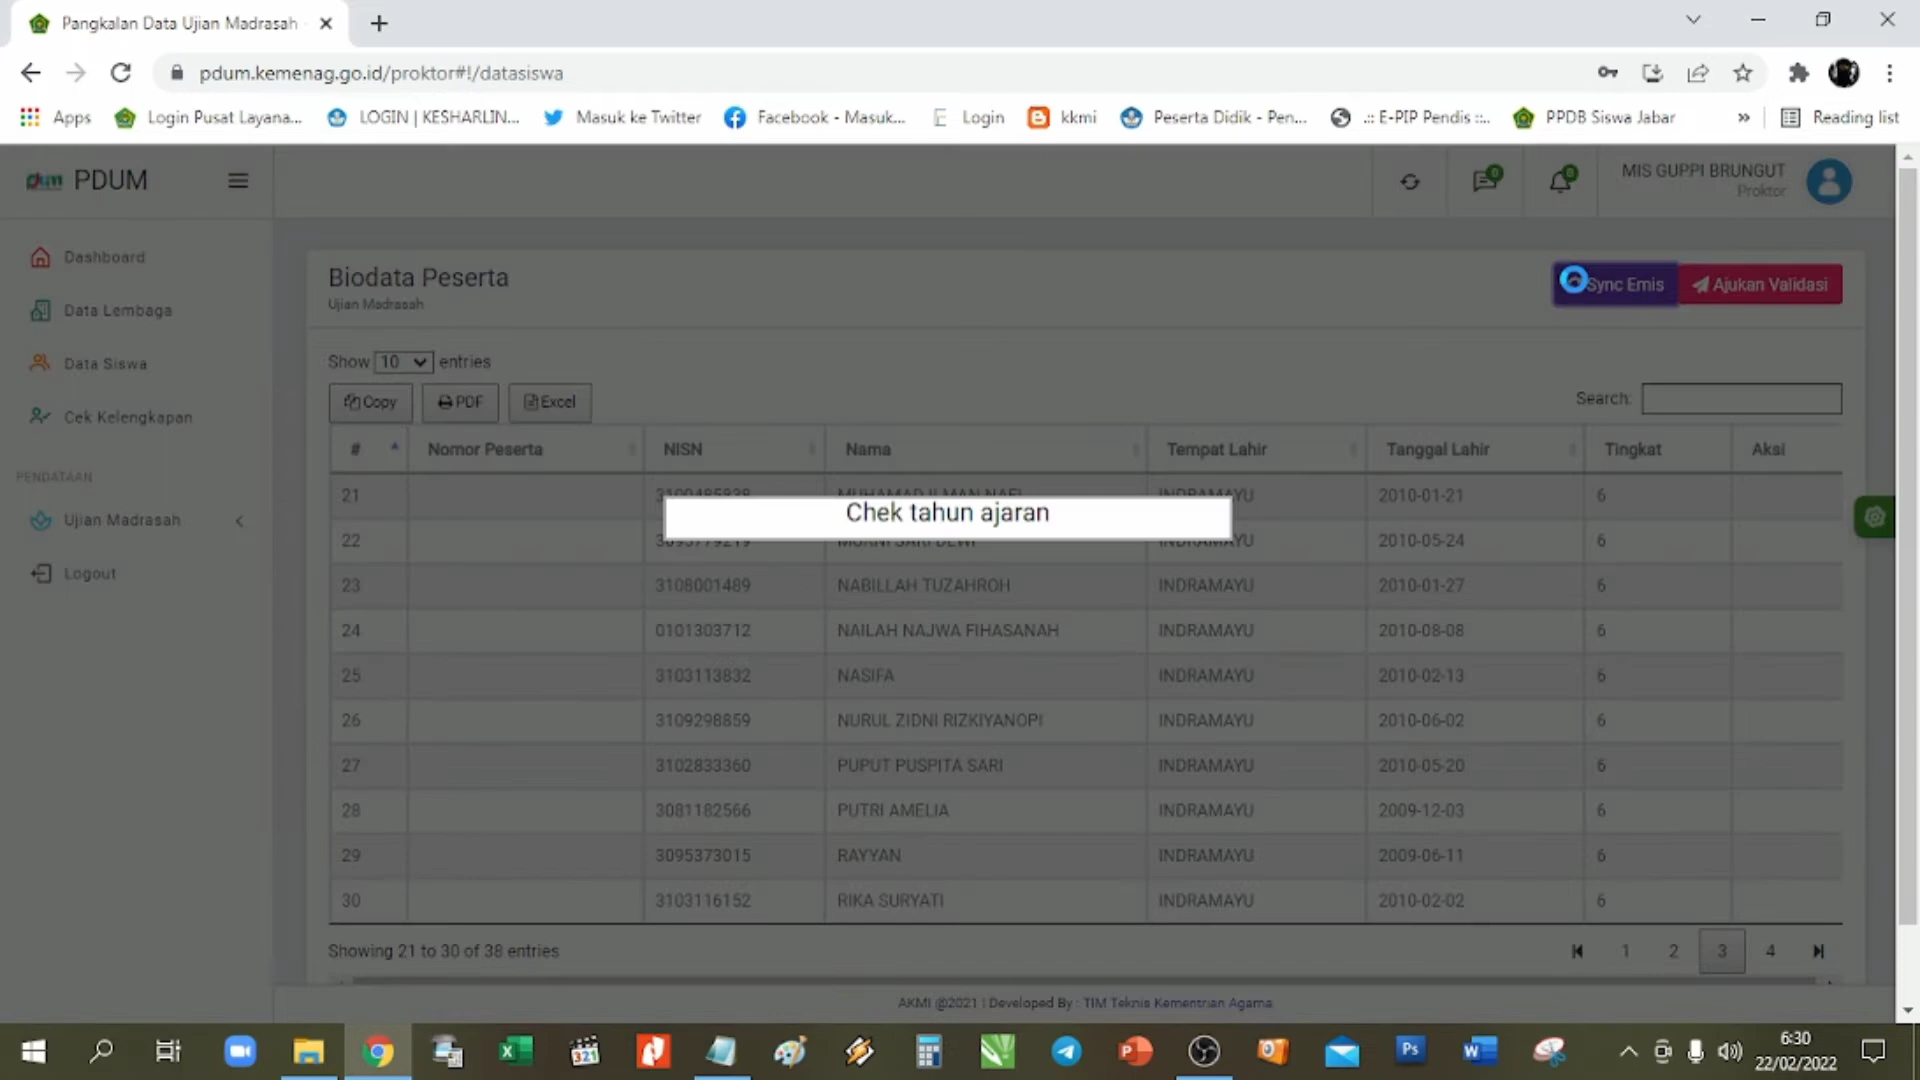 Pangkalan Data Ujian Madrasah
pdum.kemenag.go.id/proktor#!/datasiswa
Apps Login Pusat Layana... LOGIN | KESHARLIN... Masuk ke Twitter Facebook - Masuk... Login kkmi Peserta Didik - Pen... .:: E-PIP Pendis ::.. PPDB Siswa Jabar » Reading list
PDUM
0
0
MIS GUPPI BRUNGUT
Proktor
Dashboard
Data Lembaga
Data Siswa
Cek Kelengkapan
PENDATAAN
Ujian Madrasah
Logout
Biodata Peserta
Ujian Madrasah
Sync Emis Ajukan Validasi
Show 10 entries
Copy PDF Excel
Search:
# Nomor Peserta NISN Nama Tempat Lahir Tanggal Lahir Tingkat Aksi
21 INDRAMAYU 2010-01-21 6
Chek tahun ajaran
22 INDRAMAYU 2010-05-24 6
23 3108001489 NABILLAH TUZAHROH INDRAMAYU 2010-01-27 6
24 0101303712 NAILAH NAJWA FIHASANAH INDRAMAYU 2010-08-08 6
25 3103113832 NASIFA INDRAMAYU 2010-02-13 6
26 3109298859 NURUL ZIDNI RIZKIYANOPI INDRAMAYU 2010-06-02 6
27 3102833360 PUPUT PUSPITA SARI INDRAMAYU 2010-05-20 6
28 3081182566 PUTRI AMELIA INDRAMAYU 2009-12-03 6
29 3095373015 RAYYAN INDRAMAYU 2009-06-11 6
30 3103116152 RIKA SURYATI INDRAMAYU 2010-02-02 6
Showing 21 to 30 of 38 entries
1 2 3 4
AKMI @2021 | Developed By : TIM Teknis Kementrian Agama
321
Ps
6:30
22/02/2022